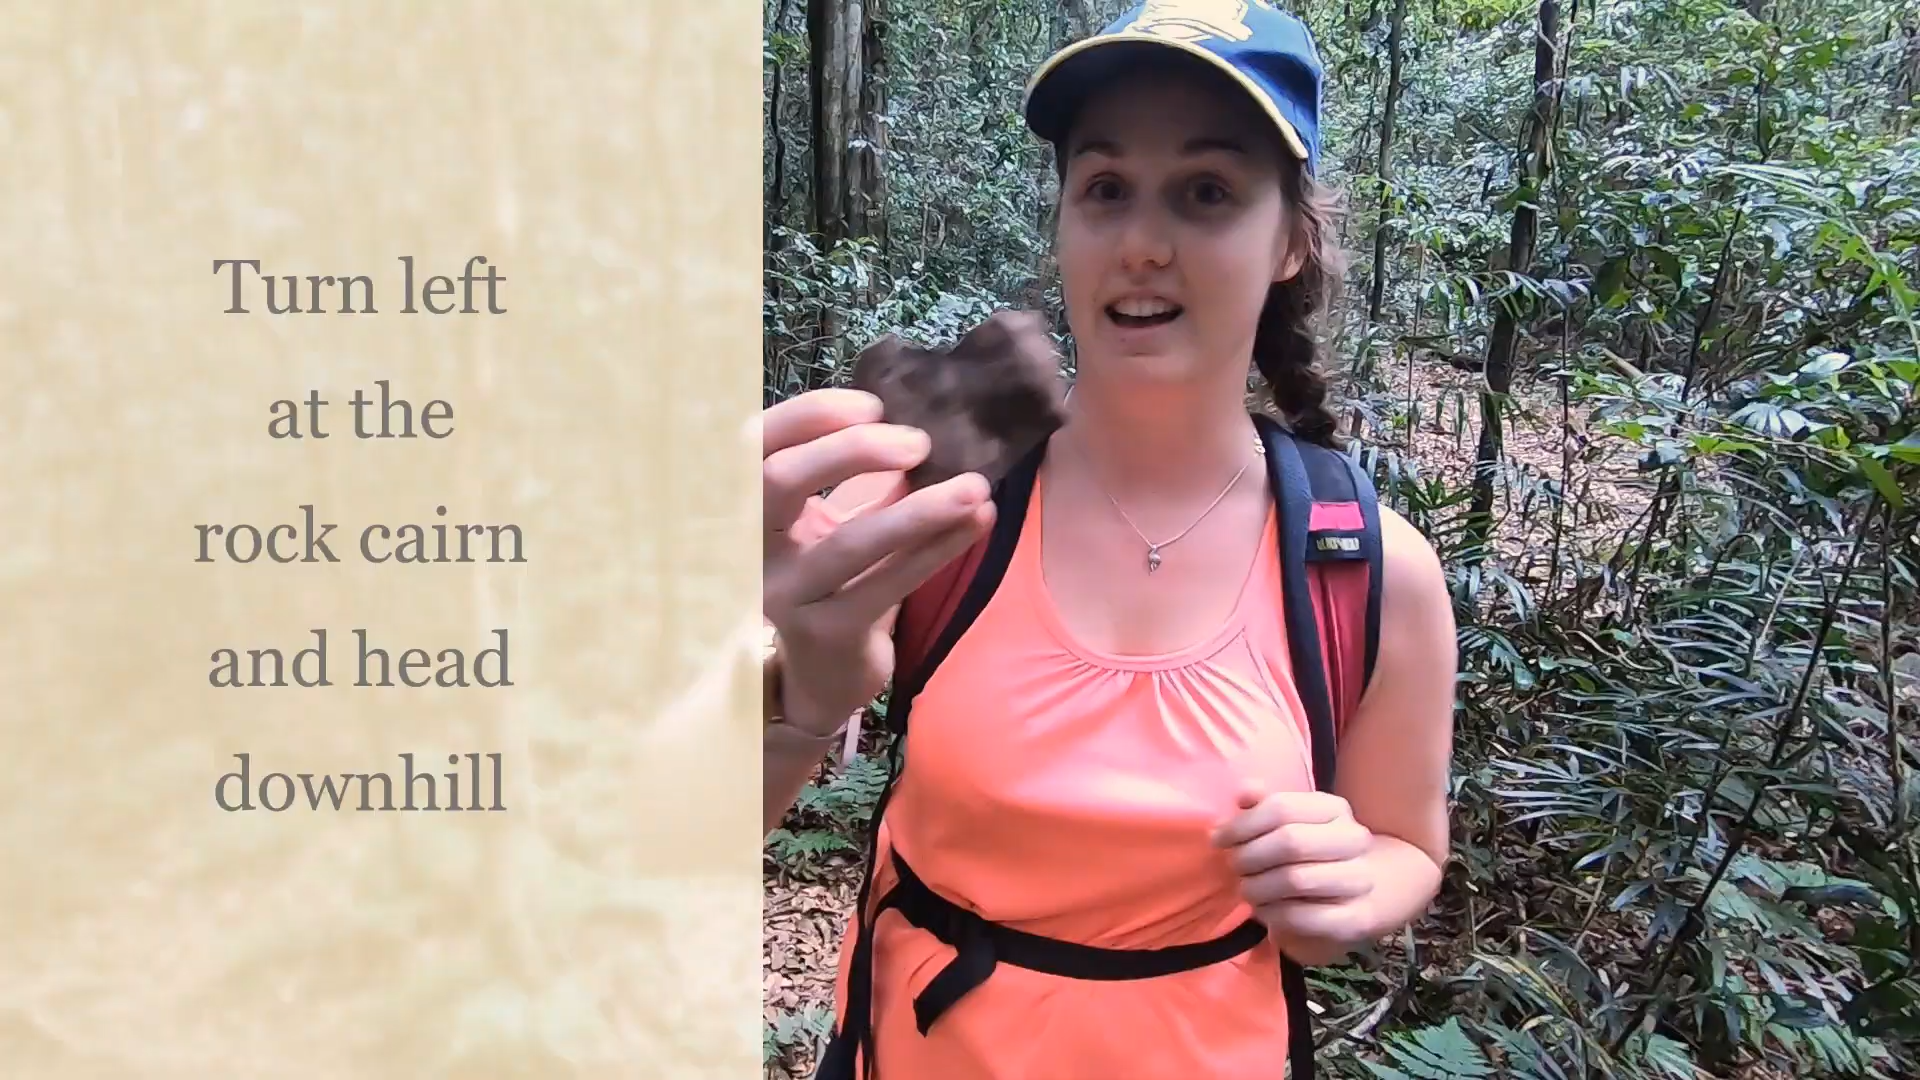 Turn left
at the
rock cairn
and head
downhill